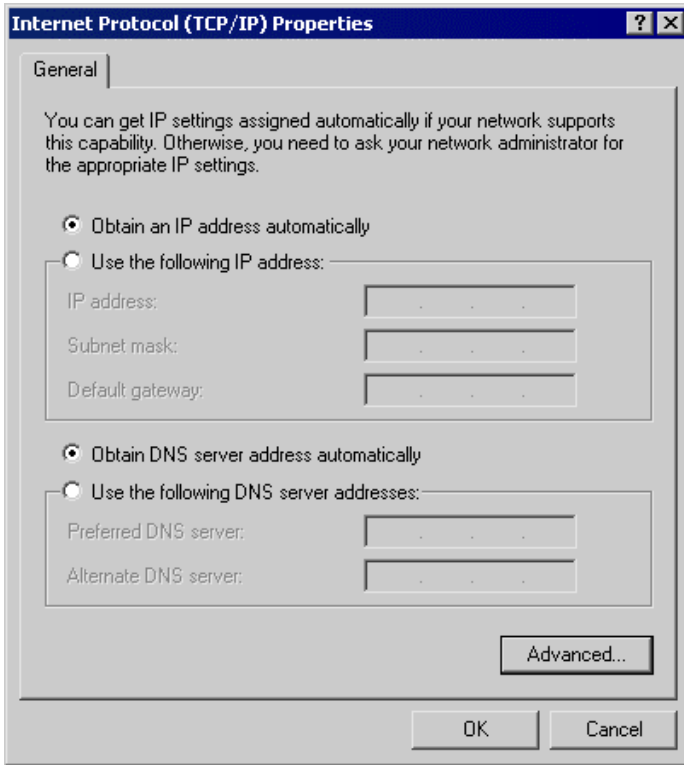 Internet Protocol (TCP/IP) Properties
General
You can get IP settings assigned automatically if your network supports
this capability. Otherwise, you need to ask your network administrator for
the appropriate IP settings.
Obtain an IP address automatically
Use the following IP address:
IP address:
Subnet mask:
Default gateway:
Obtain DNS server address automatically
Use the following DNS server addresses:
Preferred DNS server:
Alternate DNS server:
Advanced...
OK Cancel